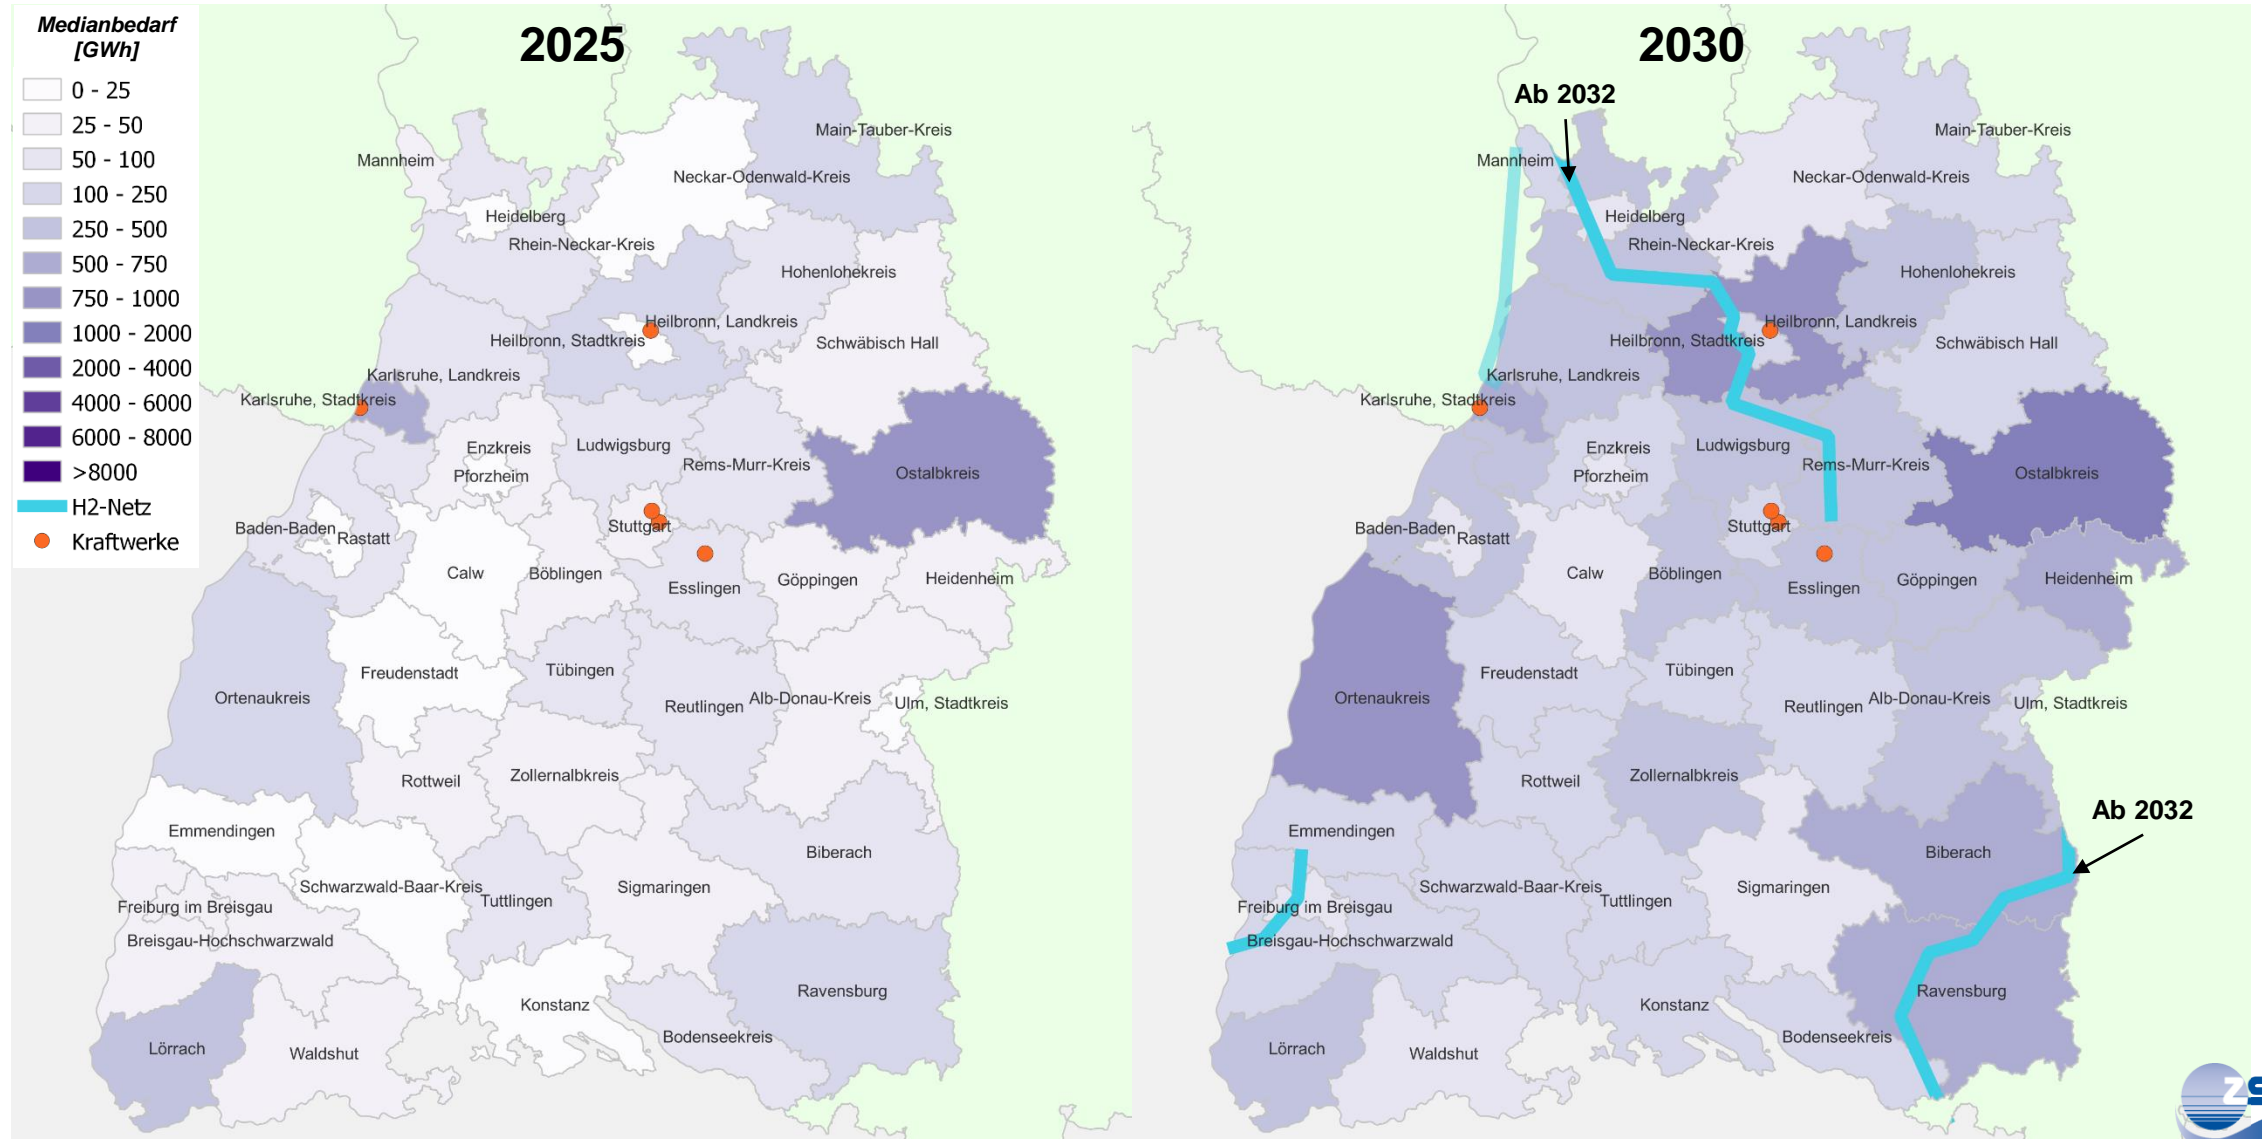 Medianbedarf
[GWh]
0 - 25
25 - 50
50 - 100
100 - 250
250 - 500
500 - 750
750 - 1000
1000 - 2000
2000 - 4000
4000 - 6000
6000 - 8000
>8000
H2-Netz
Kraftwerke
2025
Main-Tauber-Kreis
Mannheim
Neckar-Odenwald-Kreis
Heidelberg
Rhein-Neckar-Kreis
Hohenlohekreis
Heilbronn, Landkreis
Heilbronn, Stadtkreis
Schwäbisch Hall
Karlsruhe, Landkreis
Karlsruhe, Stadtkreis
Enzkreis
Ludwigsburg
Rems-Murr-Kreis
Ostalbkreis
Pforzheim
Stuttgart
Baden-Baden
Rastatt
Calw
Böblingen
Esslingen
Göppingen
Heidenheim
Freudenstadt
Tübingen
Ortenaukreis
Reutlingen
Alb-Donau-Kreis
Ulm, Stadtkreis
Rottweil
Zollernalbkreis
Emmendingen
Biberach
Schwarzwald-Baar-Kreis
Tuttlingen
Sigmaringen
Freiburg im Breisgau
Breisgau-Hochschwarzwald
Ravensburg
Konstanz
Bodenseekreis
Lörrach
Waldshut
2030
Ab 2032
Main-Tauber-Kreis
Mannheim
Neckar-Odenwald-Kreis
Heidelberg
Rhein-Neckar-Kreis
Hohenlohekreis
Heilbronn, Landkreis
Heilbronn, Stadtkreis
Schwäbisch Hall
Karlsruhe, Landkreis
Karlsruhe, Stadtkreis
Enzkreis
Ludwigsburg
Rems-Murr-Kreis
Ostalbkreis
Pforzheim
Stuttgart
Baden-Baden
Rastatt
Calw
Böblingen
Esslingen
Göppingen
Heidenheim
Freudenstadt
Tübingen
Ortenaukreis
Reutlingen
Alb-Donau-Kreis
Ulm, Stadtkreis
Rottweil
Zollernalbkreis
Ab 2032
Emmendingen
Biberach
Schwarzwald-Baar-Kreis
Tuttlingen
Sigmaringen
Freiburg im Breisgau
Breisgau-Hochschwarzwald
Ravensburg
Konstanz
Bodenseekreis
Lörrach
Waldshut